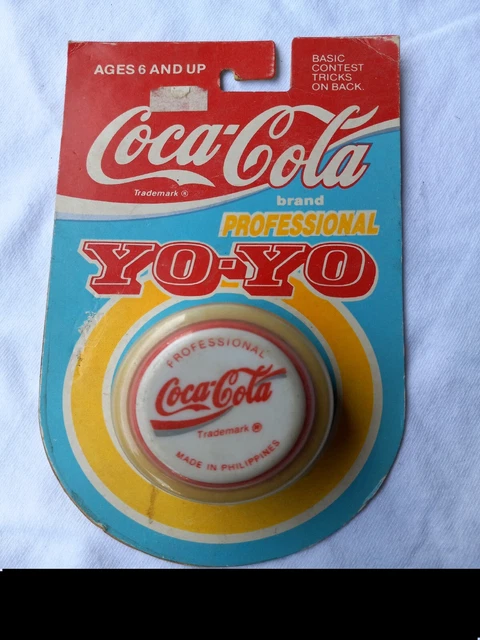 AGES 6 AND UP
BASIC
CONTEST
TRICKS
ON BACK.
Coca-Cola
Trademark ®
brand
PROFESSIONAL
YO-YO
PROFESSIONAL
Coca-Cola
Trademark ®
MADE IN PHILIPPINES